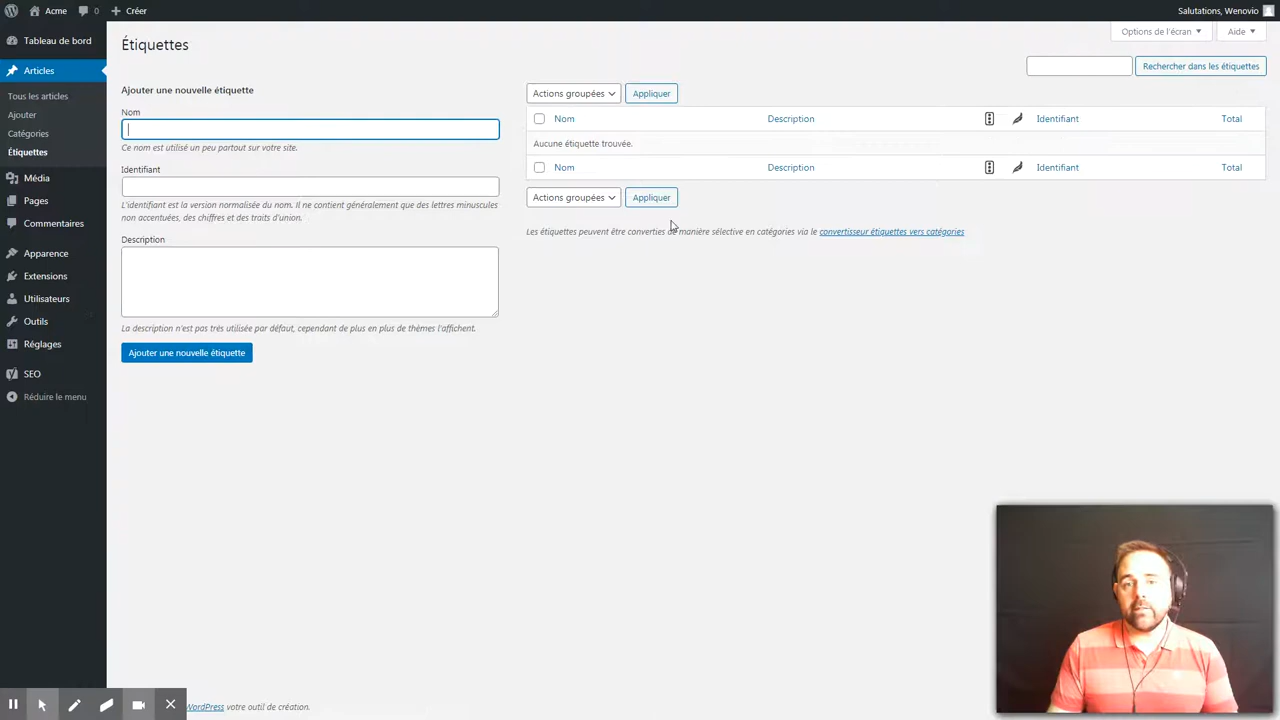 Acme 0 Créer Salutations, Wenovio
Tableau de bord
Articles
Tous les articles
Ajouter
Catégories
Étiquettes
Média
Pages
Commentaires
Apparence
Extensions
Utilisateurs
Outils
Réglages
SEO
Réduire le menu
Options de l'écran Aide
Étiquettes
Rechercher dans les étiquettes
Ajouter une nouvelle étiquette
Nom
Ce nom est utilisé un peu partout sur votre site.
Identifiant
L'identifiant est la version normalisée du nom. Il ne contient généralement que des lettres minuscules
non accentuées, des chiffres et des traits d'union.
Description
La description n'est pas très utilisée par défaut, cependant de plus en plus de thèmes l'affichent.
Ajouter une nouvelle étiquette
Actions groupées Appliquer
Nom Description Identifiant Total
Aucune étiquette trouvée.
Nom Description Identifiant Total
Actions groupées Appliquer
Les étiquettes peuvent être converties de manière sélective en catégories via le convertisseur étiquettes vers catégories
WordPress votre outil de création.